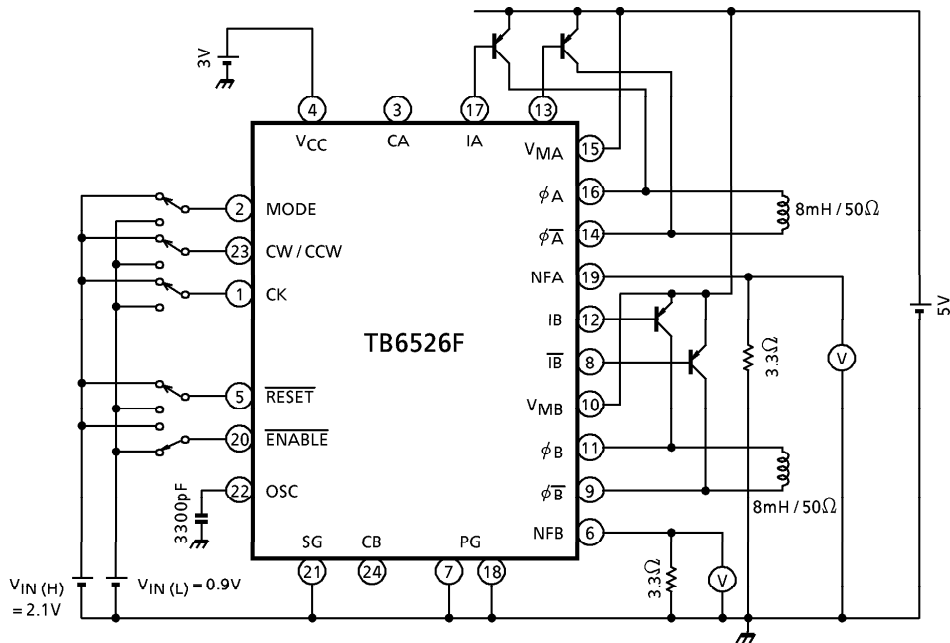 3V
4
3
17
13
VCC
CA
IA
VMA
15
2
MODE
ϕA
16
8mH / 50Ω
23
CW / CCW
ϕA̅
14
1
CK
NFA
19
IB
12
TB6526F
I̅B̅
8
3.3Ω
V
5V
5
R̅E̅S̅E̅T̅
VMB
10
20
E̅N̅A̅B̅L̅E̅
ϕB
11
22
OSC
ϕB̅
9
8mH / 50Ω
3300pF
NFB
6
SG
CB
PG
21
24
7
18
3.3Ω
V
VIN (H)
= 2.1V
VIN (L) = 0.9V